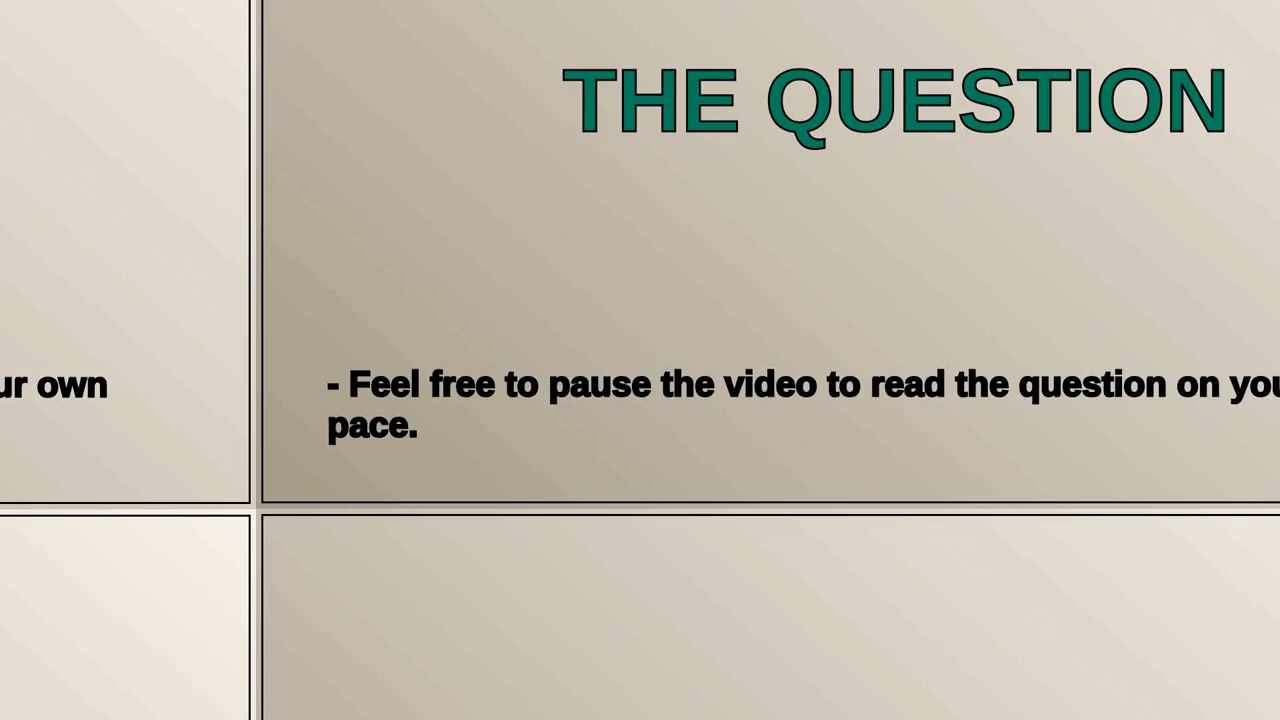 THE QUESTION
ur own
- Feel free to pause the video to read the question on you
pace.